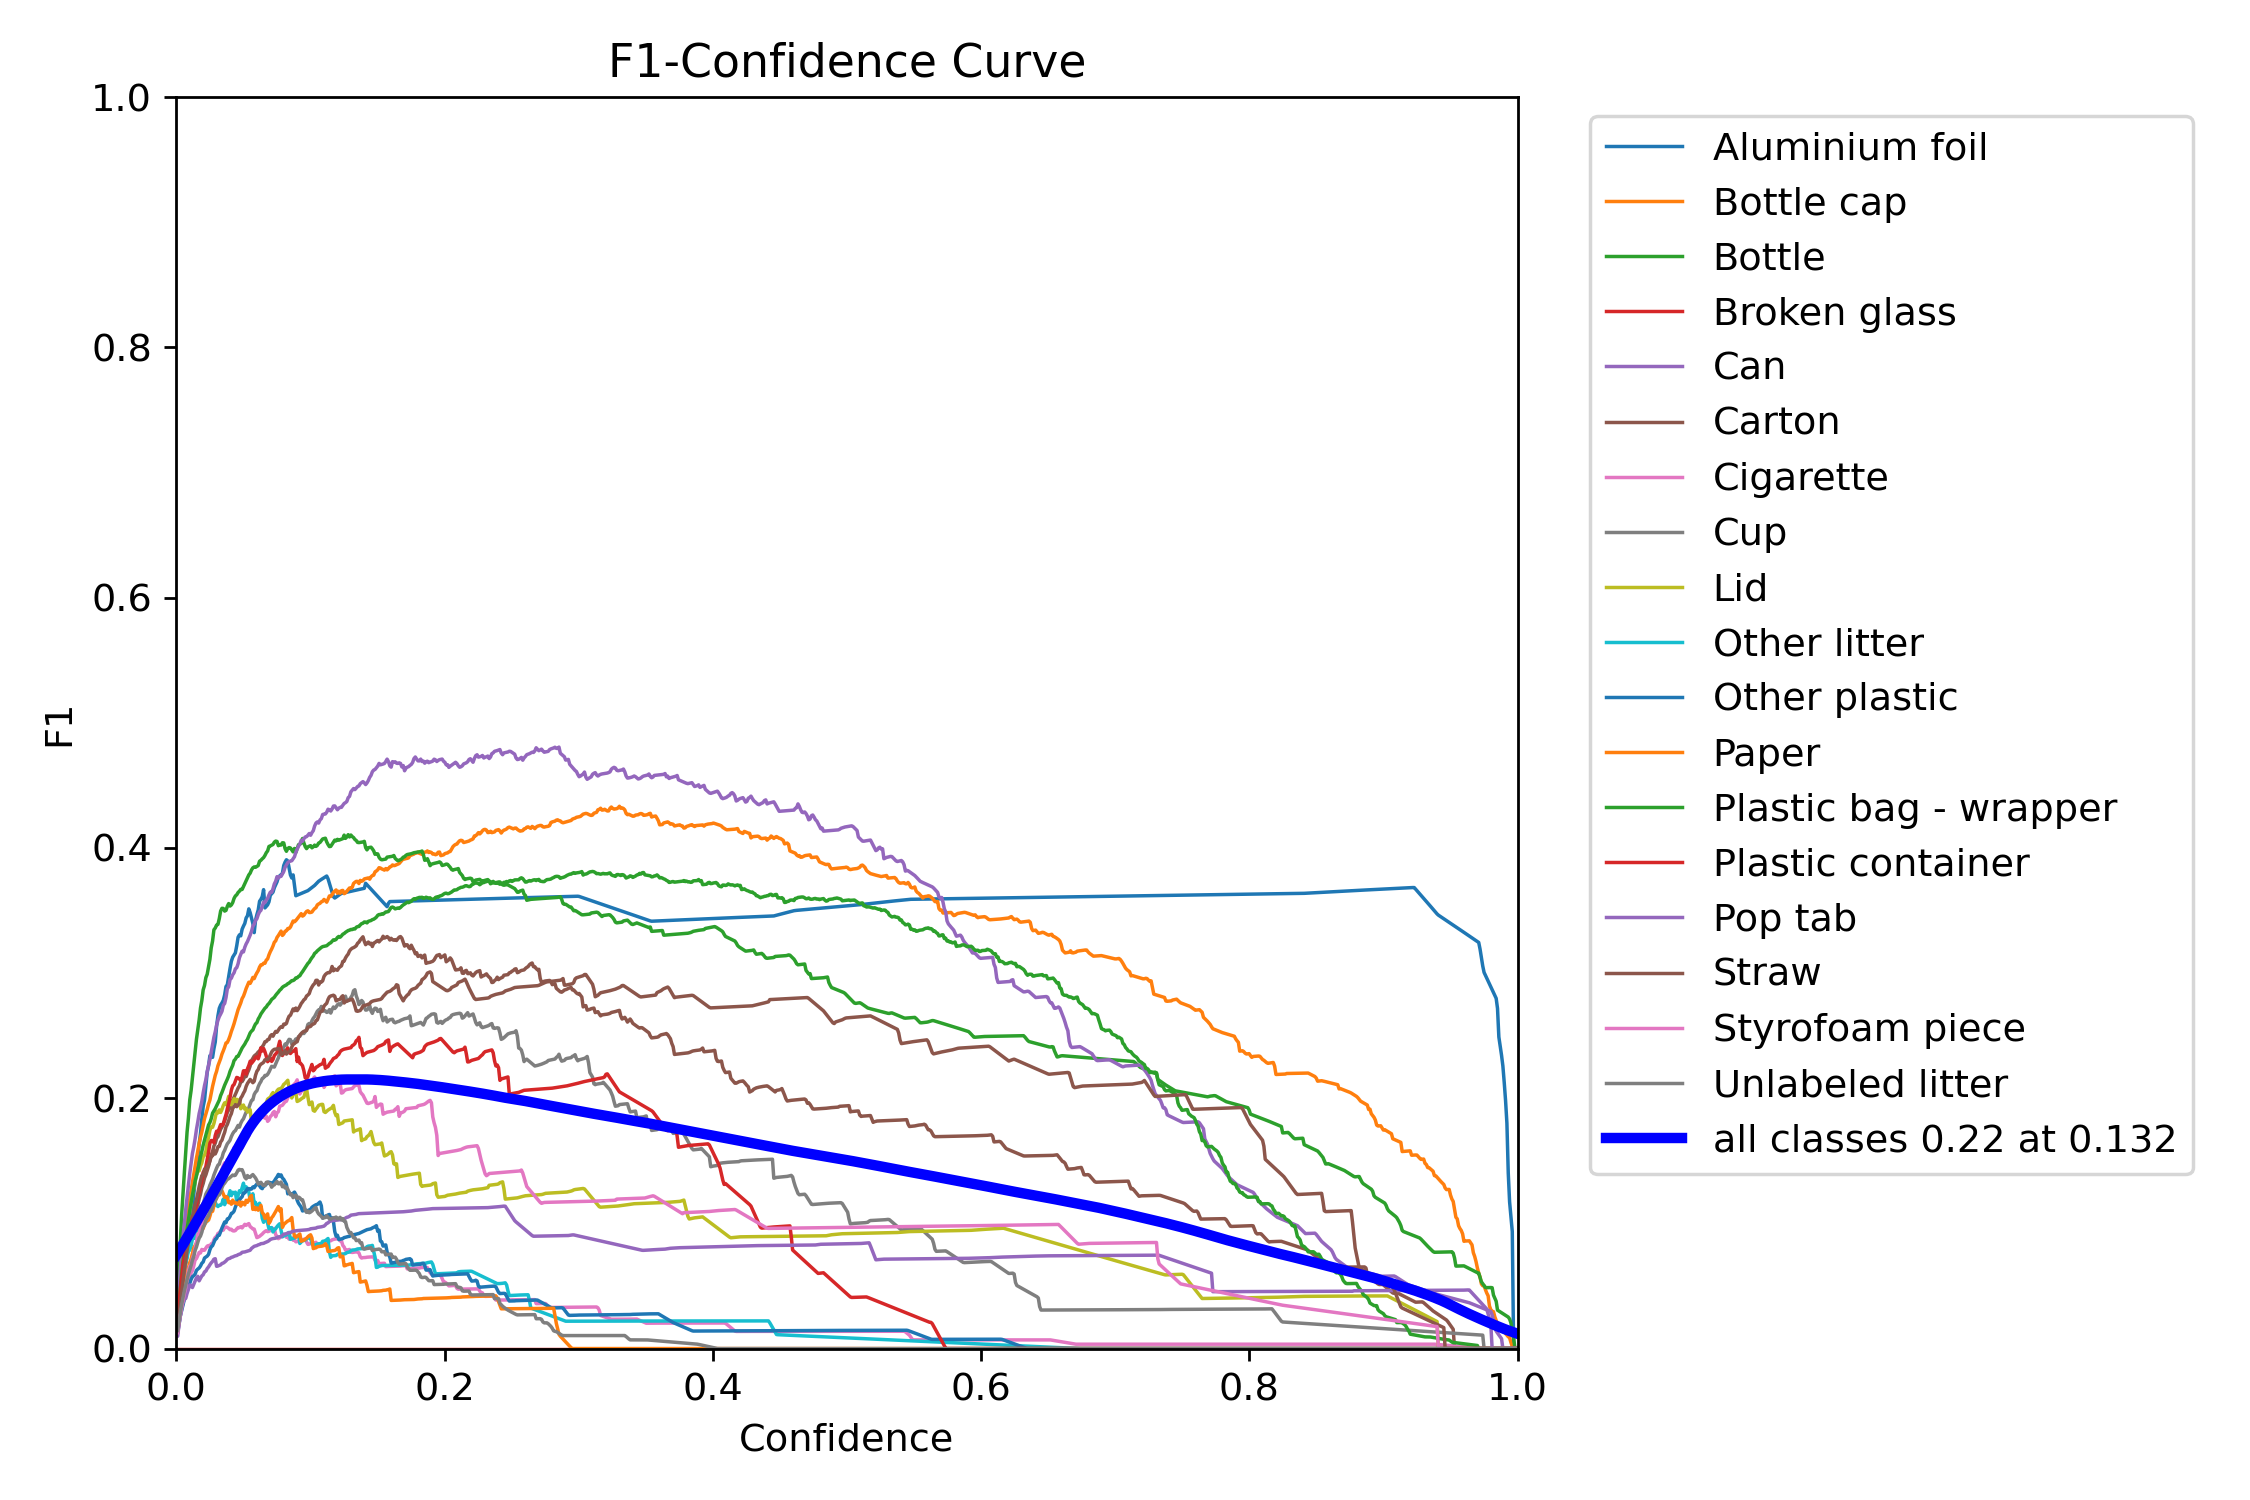 F1-Confidence Curve
1.0
0.8
0.6
0.4
0.2
0.0
F1
0.0 0.2 0.4 0.6 0.8 1.0
Confidence
Aluminium foil
Bottle cap
Bottle
Broken glass
Can
Carton
Cigarette
Cup
Lid
Other litter
Other plastic
Paper
Plastic bag - wrapper
Plastic container
Pop tab
Straw
Styrofoam piece
Unlabeled litter
all classes 0.22 at 0.132